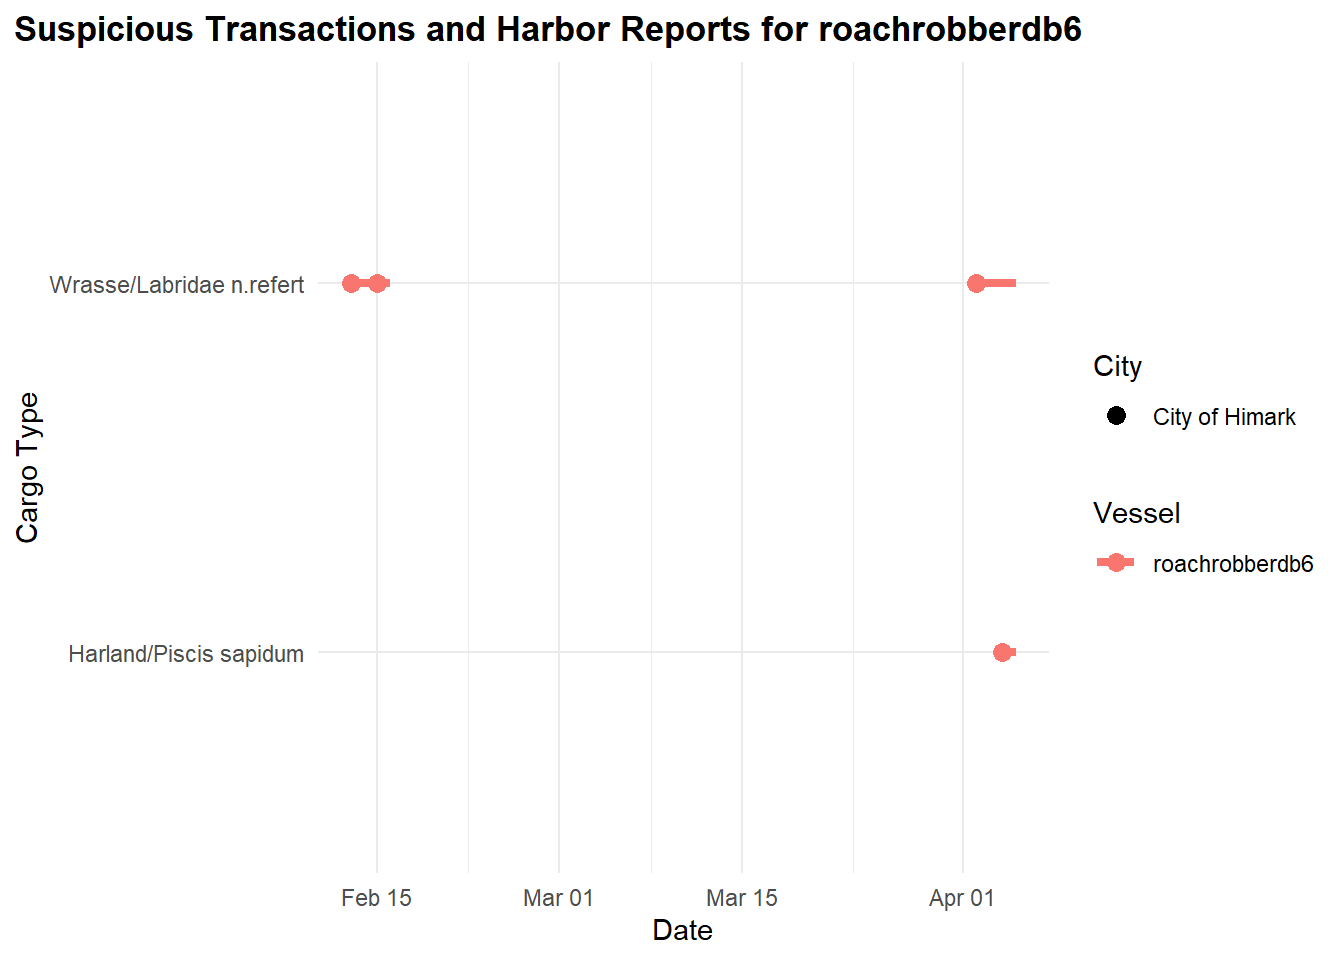 Suspicious Transactions and Harbor Reports for roachrobberdb6
Wrasse/Labridae n.refert
Harland/Piscis sapidum
Cargo Type
Feb 15
Mar 01
Mar 15
Apr 01
Date
City
City of Himark
Vessel
roachrobberdb6